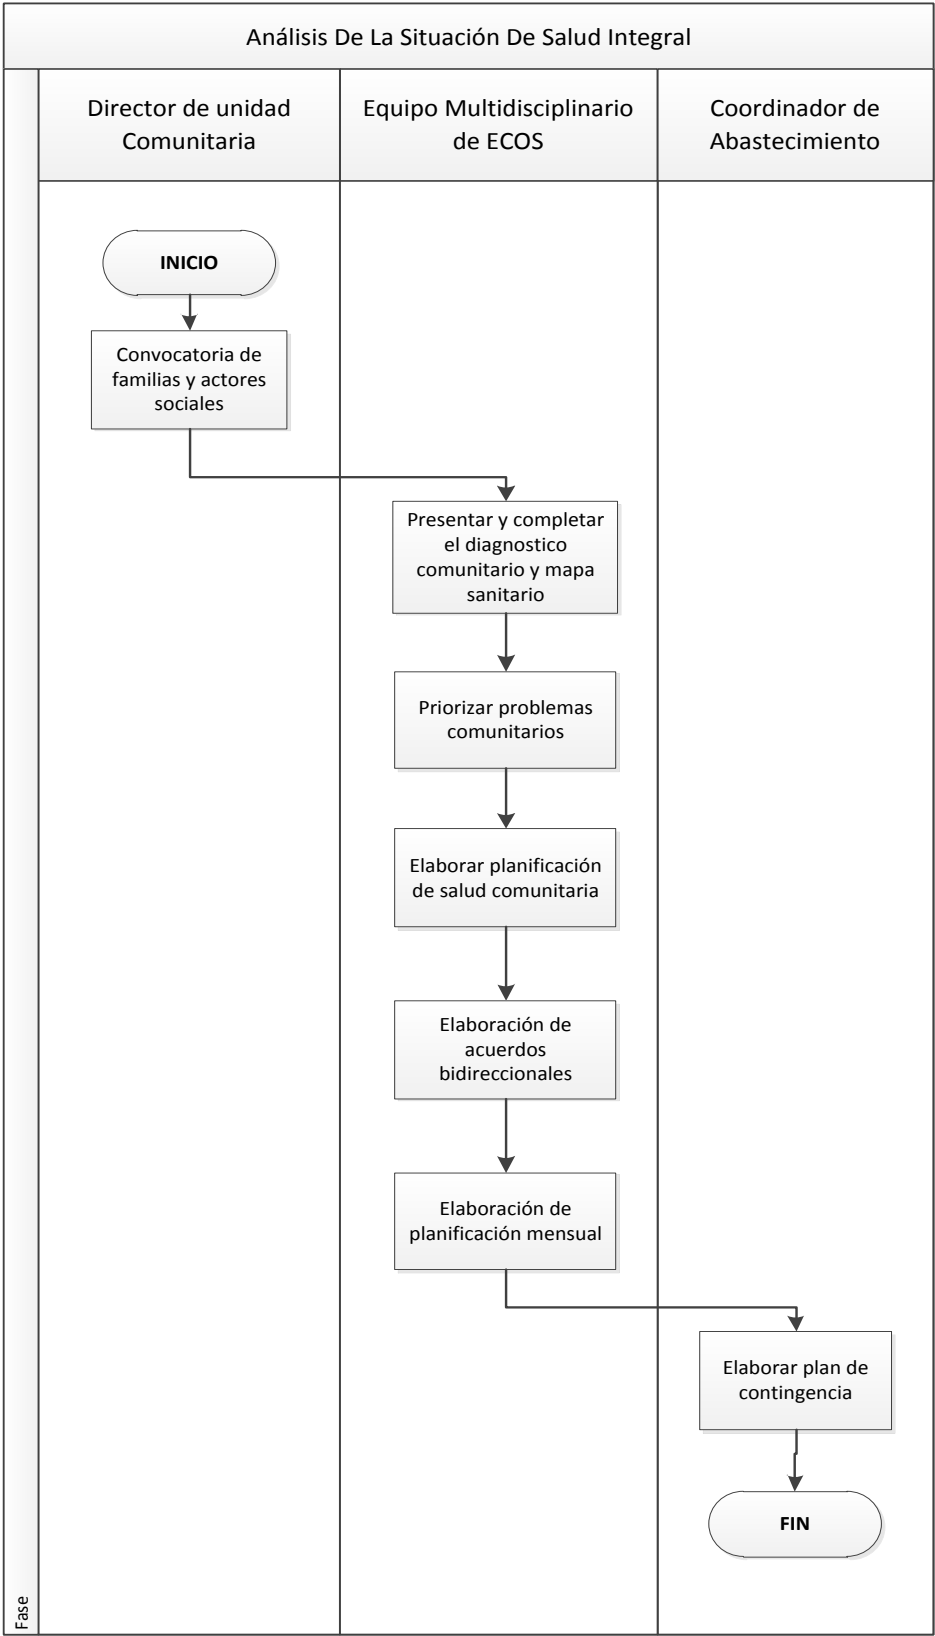 Análisis De La Situación De Salud Integral
Director de unidad
Comunitaria
Equipo Multidisciplinario
de ECOS
Coordinador de
Abastecimiento
INICIO
Convocatoria de
familias y actores
sociales
Presentar y completar
el diagnostico
comunitario y mapa
sanitario
Priorizar problemas
comunitarios
Elaborar planificación
de salud comunitaria
Elaboración de
acuerdos
bidireccionales
Elaboración de
planificación mensual
Elaborar plan de
contingencia
FIN
Fase